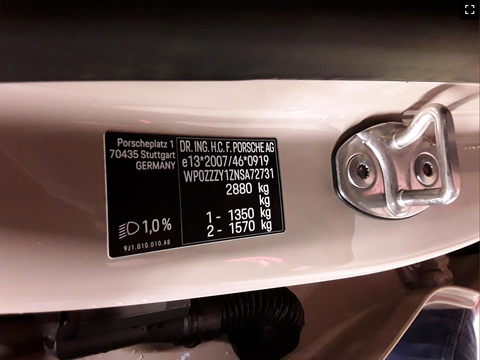 Porscheplatz 1
70435 Stuttgart
GERMANY
1,0 %
9J1.010.010.AB
DR. ING. H.C. F. PORSCHE AG
e13*2007/46*0919
WP0ZZZY1ZNSA72731
2880 kg
kg
1 - 1350 kg
2 - 1570 kg